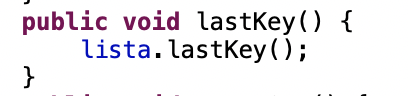 public void lastKey() {
    lista.lastKey();
}